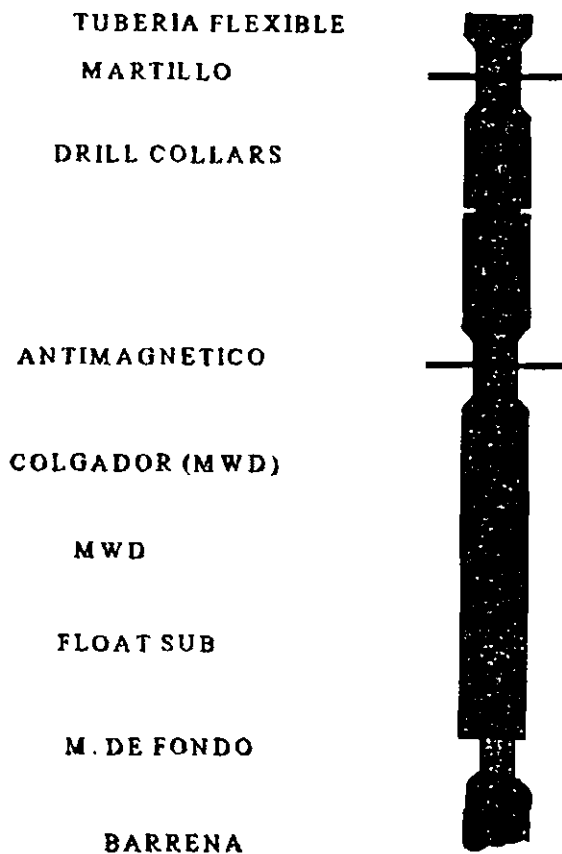 TUBERIA FLEXIBLE
MARTILLO
DRILL COLLARS
ANTIMAGNETICO
COLGADOR (MWD)
MWD
FLOAT SUB
M. DE FONDO
BARRENA